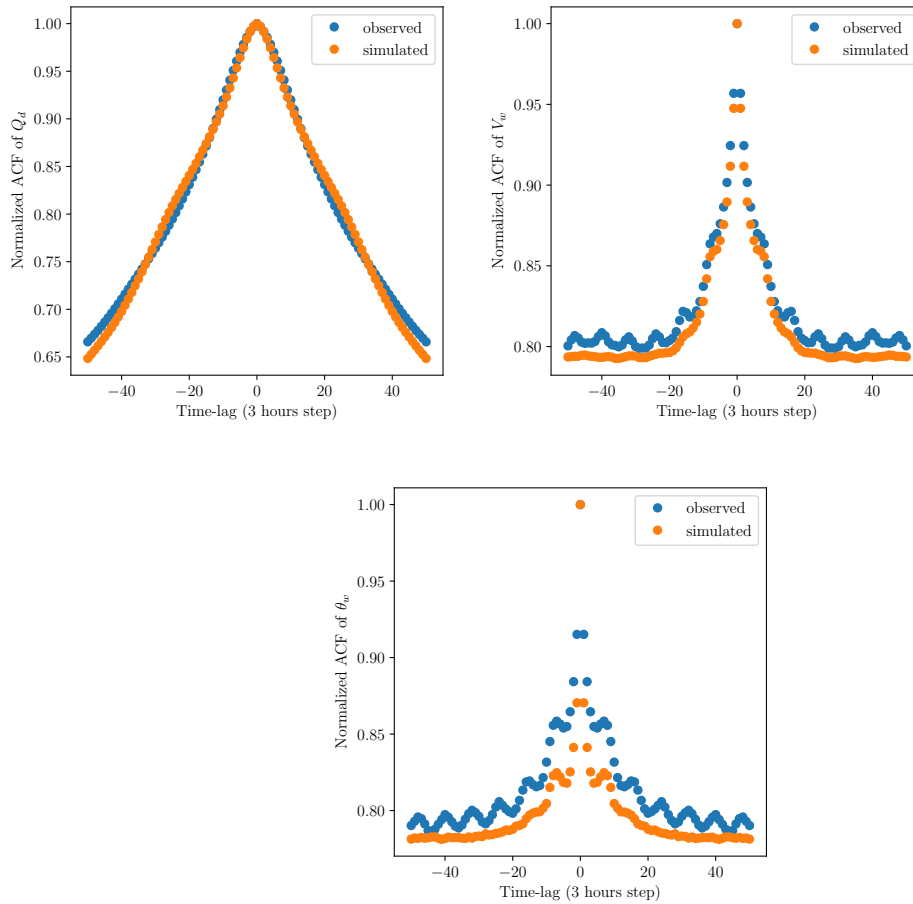 1.00
0.95
0.90
0.85
0.80
0.75
0.70
0.65
Normalized ACF of Q_d
observed
simulated
−40 −20 0 20 40
Time-lag (3 hours step)
1.00
0.95
0.90
0.85
0.80
Normalized ACF of V_w
observed
simulated
−40 −20 0 20 40
Time-lag (3 hours step)
1.00
0.95
0.90
0.85
0.80
Normalized ACF of θ_w
observed
simulated
−40 −20 0 20 40
Time-lag (3 hours step)